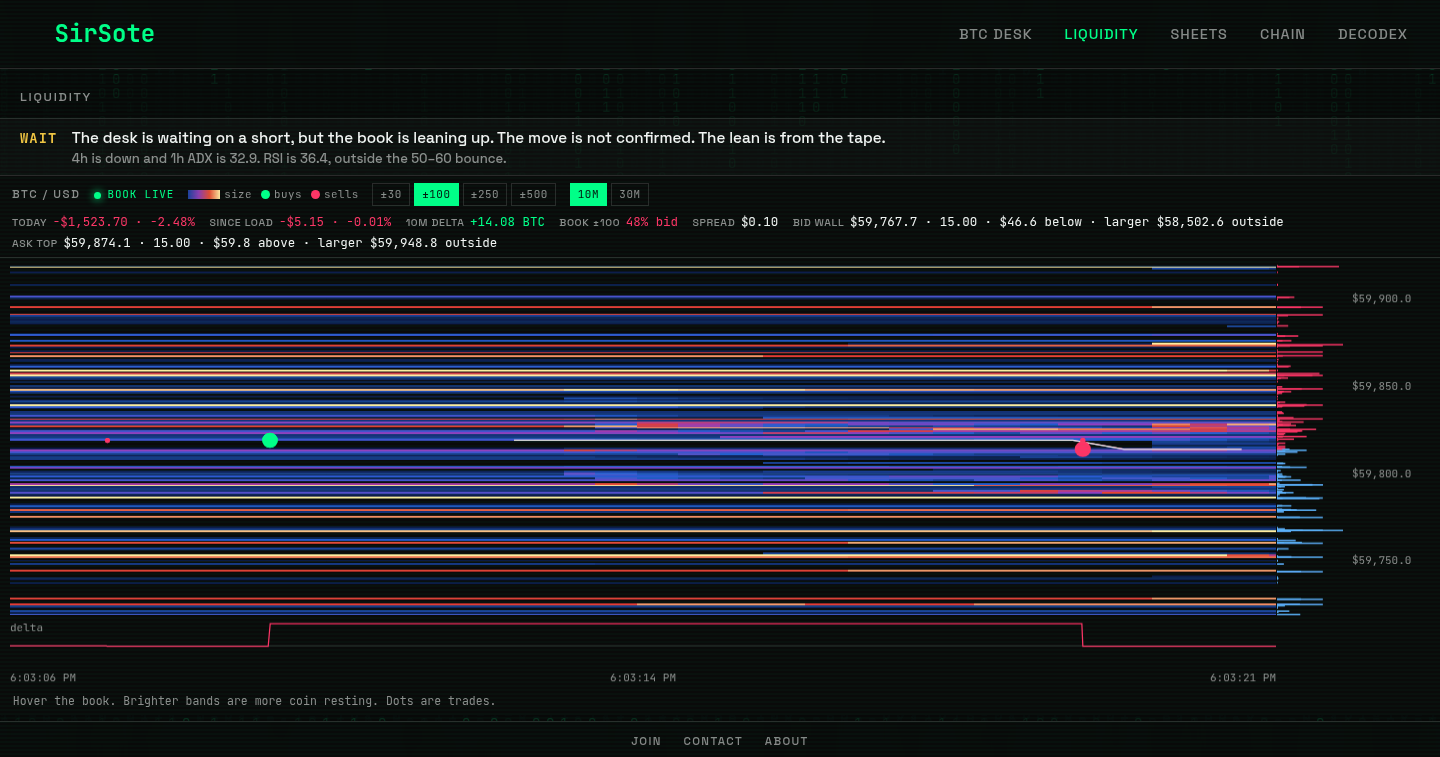 SirSote
BTC DESK LIQUIDITY SHEETS CHAIN DECODEX
LIQUIDITY
WAIT The desk is waiting on a short, but the book is leaning up. The move is not confirmed. The lean is from the tape.
4h is down and 1h ADX is 32.9. RSI is 36.4, outside the 50–60 bounce.
BTC / USD BOOK LIVE size buys sells ±30 ±100 ±250 ±500 10M 30M
TODAY -$1,523.70 · -2.48% SINCE LOAD -$5.15 · -0.01% 10M DELTA +14.08 BTC BOOK ±100 48% bid SPREAD $0.10 BID WALL $59,767.7 · 15.00 · $46.6 below · larger $58,502.6 outside
ASK TOP $59,874.1 · 15.00 · $59.8 above · larger $59,948.8 outside
$59,900.0
$59,850.0
$59,800.0
$59,750.0
delta
6:03:06 PM 6:03:14 PM 6:03:21 PM
Hover the book. Brighter bands are more coin resting. Dots are trades.
JOIN CONTACT ABOUT